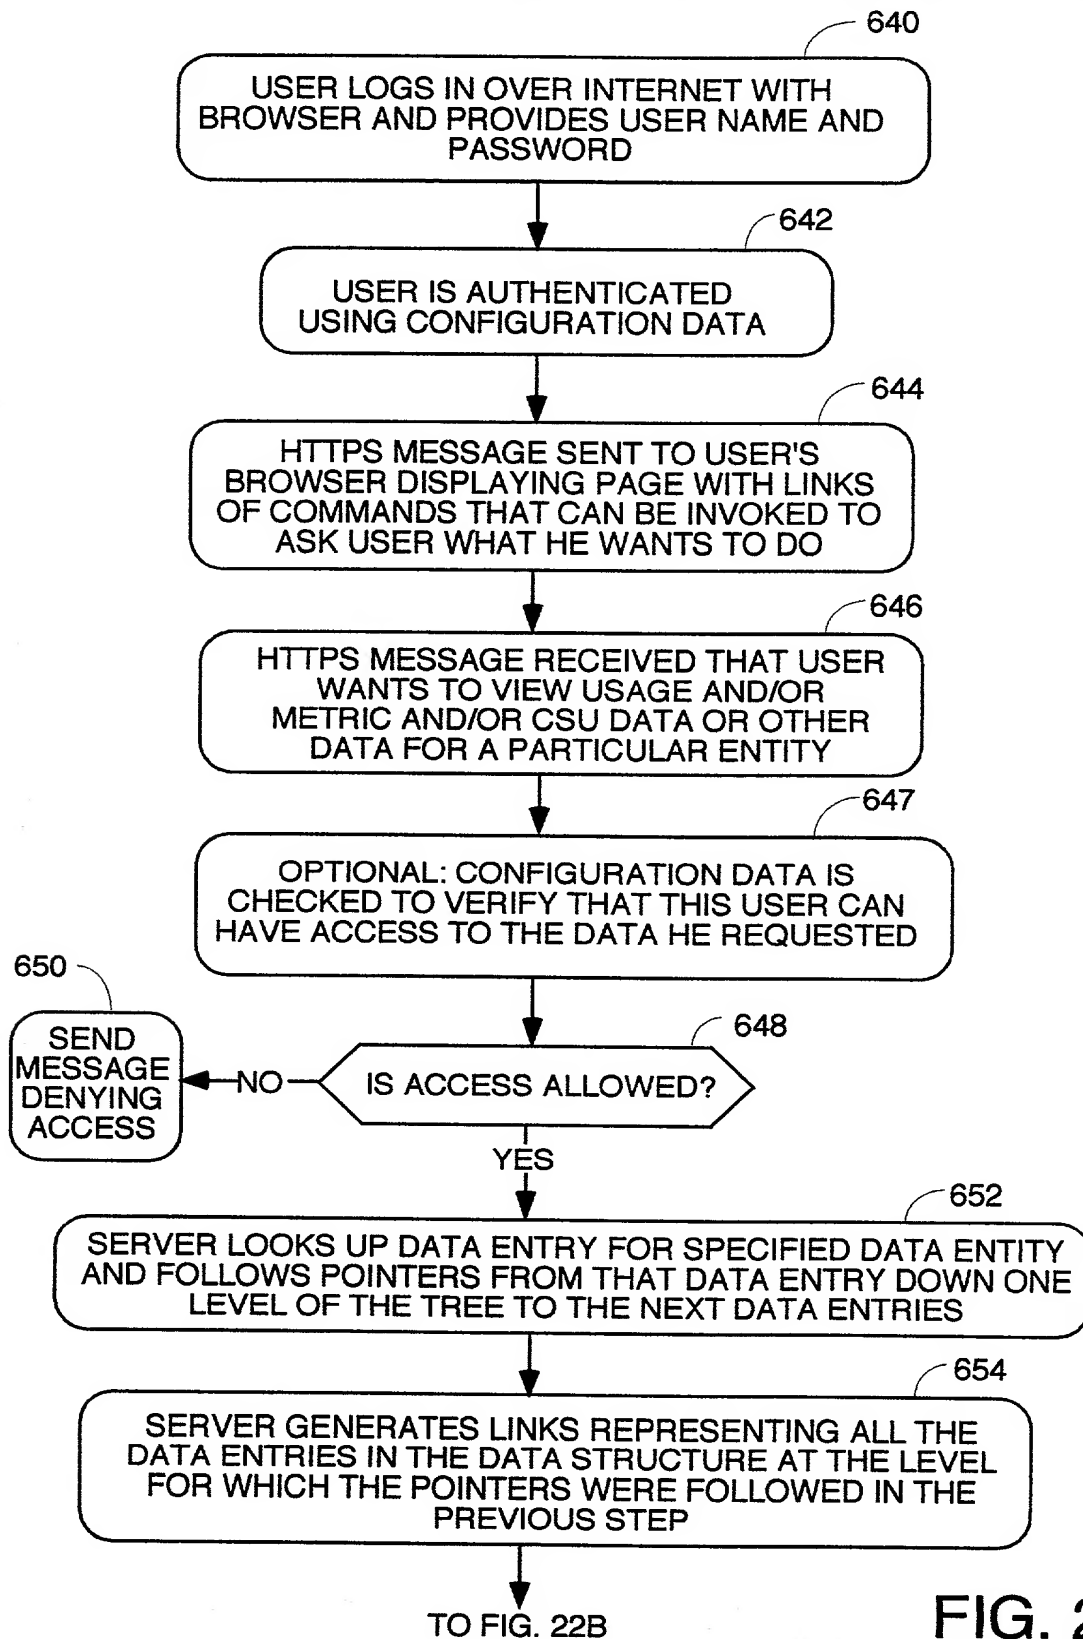 640
USER LOGS IN OVER INTERNET WITH
BROWSER AND PROVIDES USER NAME AND
PASSWORD
642
USER IS AUTHENTICATED
USING CONFIGURATION DATA
644
HTTPS MESSAGE SENT TO USER'S
BROWSER DISPLAYING PAGE WITH LINKS
OF COMMANDS THAT CAN BE INVOKED TO
ASK USER WHAT HE WANTS TO DO
646
HTTPS MESSAGE RECEIVED THAT USER
WANTS TO VIEW USAGE AND/OR
METRIC AND/OR CSU DATA OR OTHER
DATA FOR A PARTICULAR ENTITY
647
OPTIONAL: CONFIGURATION DATA IS
CHECKED TO VERIFY THAT THIS USER CAN
HAVE ACCESS TO THE DATA HE REQUESTED
650
SEND
MESSAGE
DENYING
ACCESS
NO
648
IS ACCESS ALLOWED?
YES
652
SERVER LOOKS UP DATA ENTRY FOR SPECIFIED DATA ENTITY
AND FOLLOWS POINTERS FROM THAT DATA ENTRY DOWN ONE
LEVEL OF THE TREE TO THE NEXT DATA ENTRIES
654
SERVER GENERATES LINKS REPRESENTING ALL THE
DATA ENTRIES IN THE DATA STRUCTURE AT THE LEVEL
FOR WHICH THE POINTERS WERE FOLLOWED IN THE
PREVIOUS STEP
TO FIG. 22B
FIG.